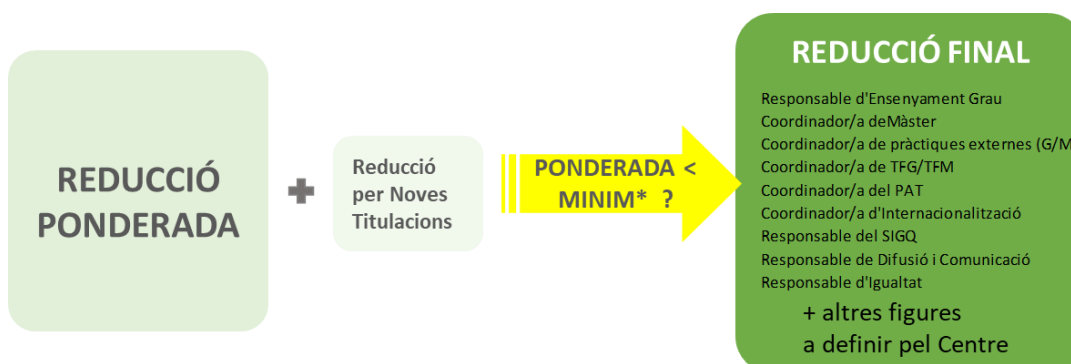 REDUCCIÓ
PONDERADA
Reducció
per Noves
Titulacions
PONDERADA <
MINIM* ?
REDUCCIÓ FINAL
Responsable d'Ensenyament Grau
Coordinador/a deMàster
Coordinador/a de pràctiques externes (G/M
Coordinador/a de TFG/TFM
Coordinador/a del PAT
Coordinador/a d'Internacionalització
Responsable del SIGQ
Responsable de Difusió i Comunicació
Responsable d'Igualtat
+ altres figures
a definir pel Centre